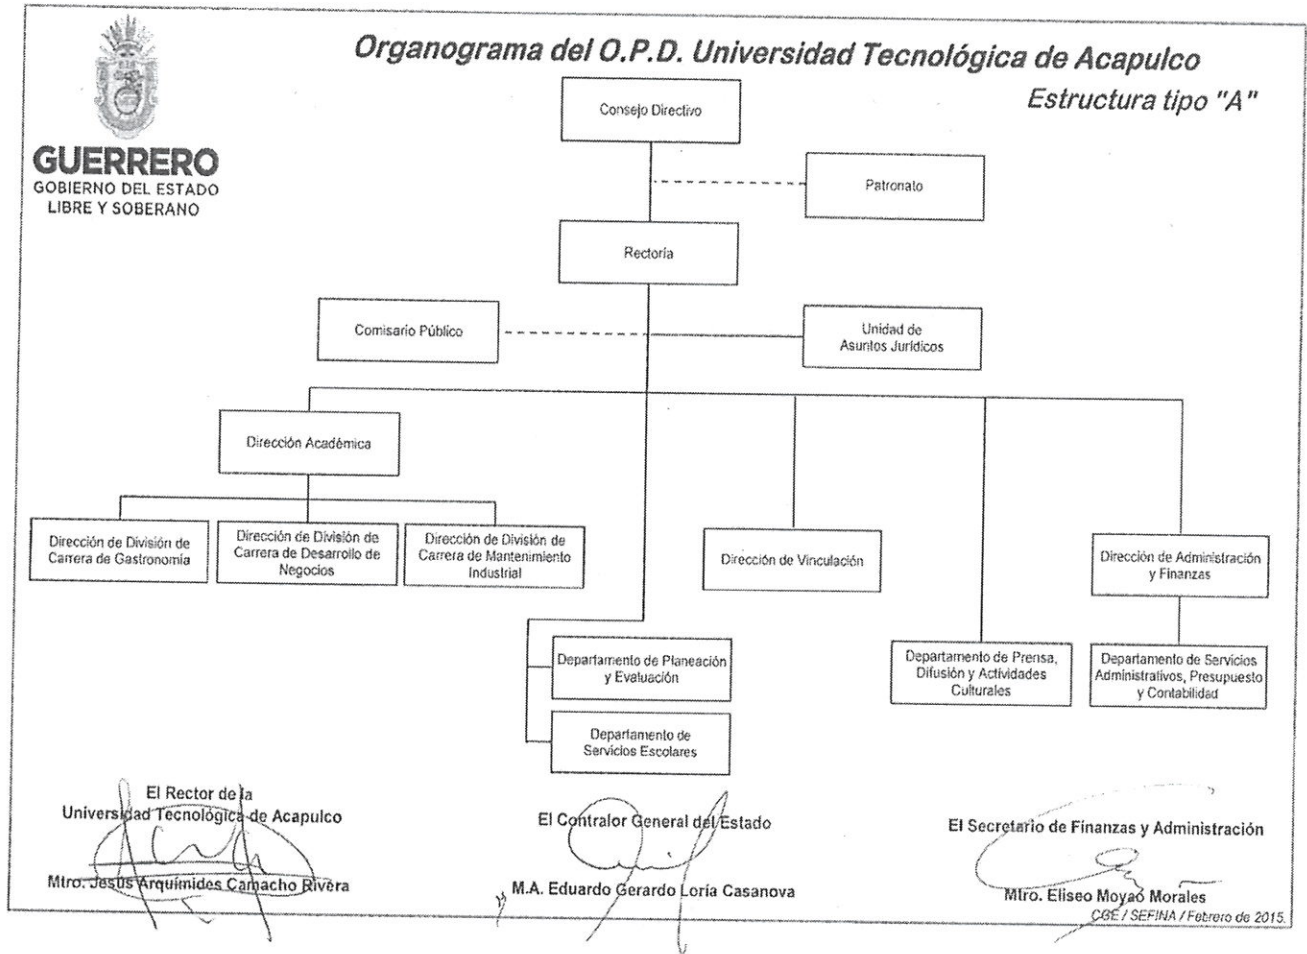 Organograma del O.P.D. Universidad Tecnológica de Acapulco
Estructura tipo "A"
GUERRERO
GOBIERNO DEL ESTADO
LIBRE Y SOBERANO
Consejo Directivo
Patronato
Rectoría
Comisario Público
Unidad de
Asuntos Jurídicos
Dirección Académica
Dirección de División de
Carrera de Gastronomía
Dirección de División de
Carrera de Desarrollo de
Negocios
Dirección de División de
Carrera de Mantenimiento
Industrial
Dirección de Vinculación
Dirección de Administración
y Finanzas
Departamento de Planeación
y Evaluación
Departamento de
Servicios Escolares
Departamento de Prensa,
Difusión y Actividades
Culturales
Departamento de Servicios
Administrativos, Presupuesto
y Contabilidad
El Rector de la
Universidad Tecnológica de Acapulco
Mtro. Jesús Arquímides Camacho Rivera
El Contralor General del Estado
M.A. Eduardo Gerardo Loría Casanova
El Secretario de Finanzas y Administración
Mtro. Eliseo Moyao Morales
CGE / SEFINA / Febrero de 2015.